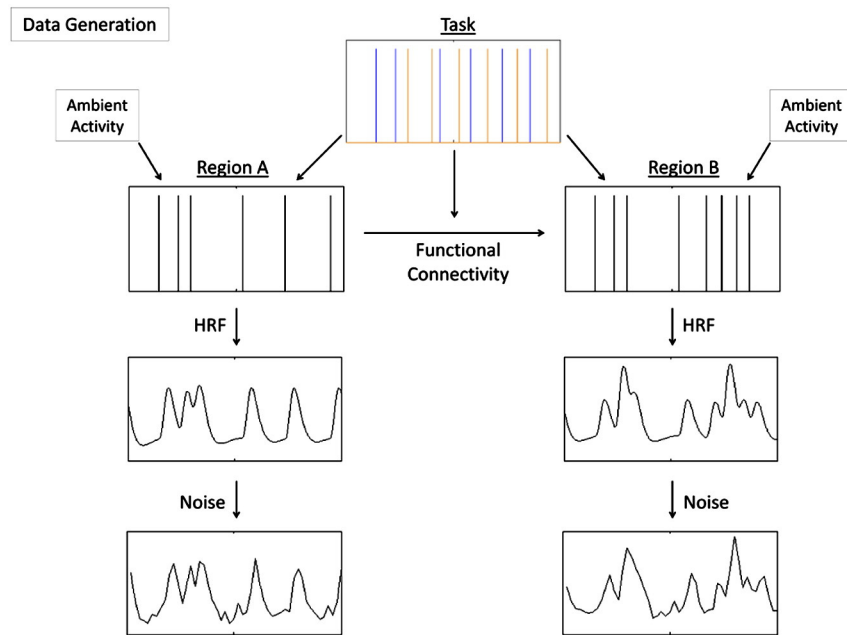 Data Generation
Task
Ambient
Activity
Ambient
Activity
Region A
Region B
Functional
Connectivity
HRF
HRF
Noise
Noise